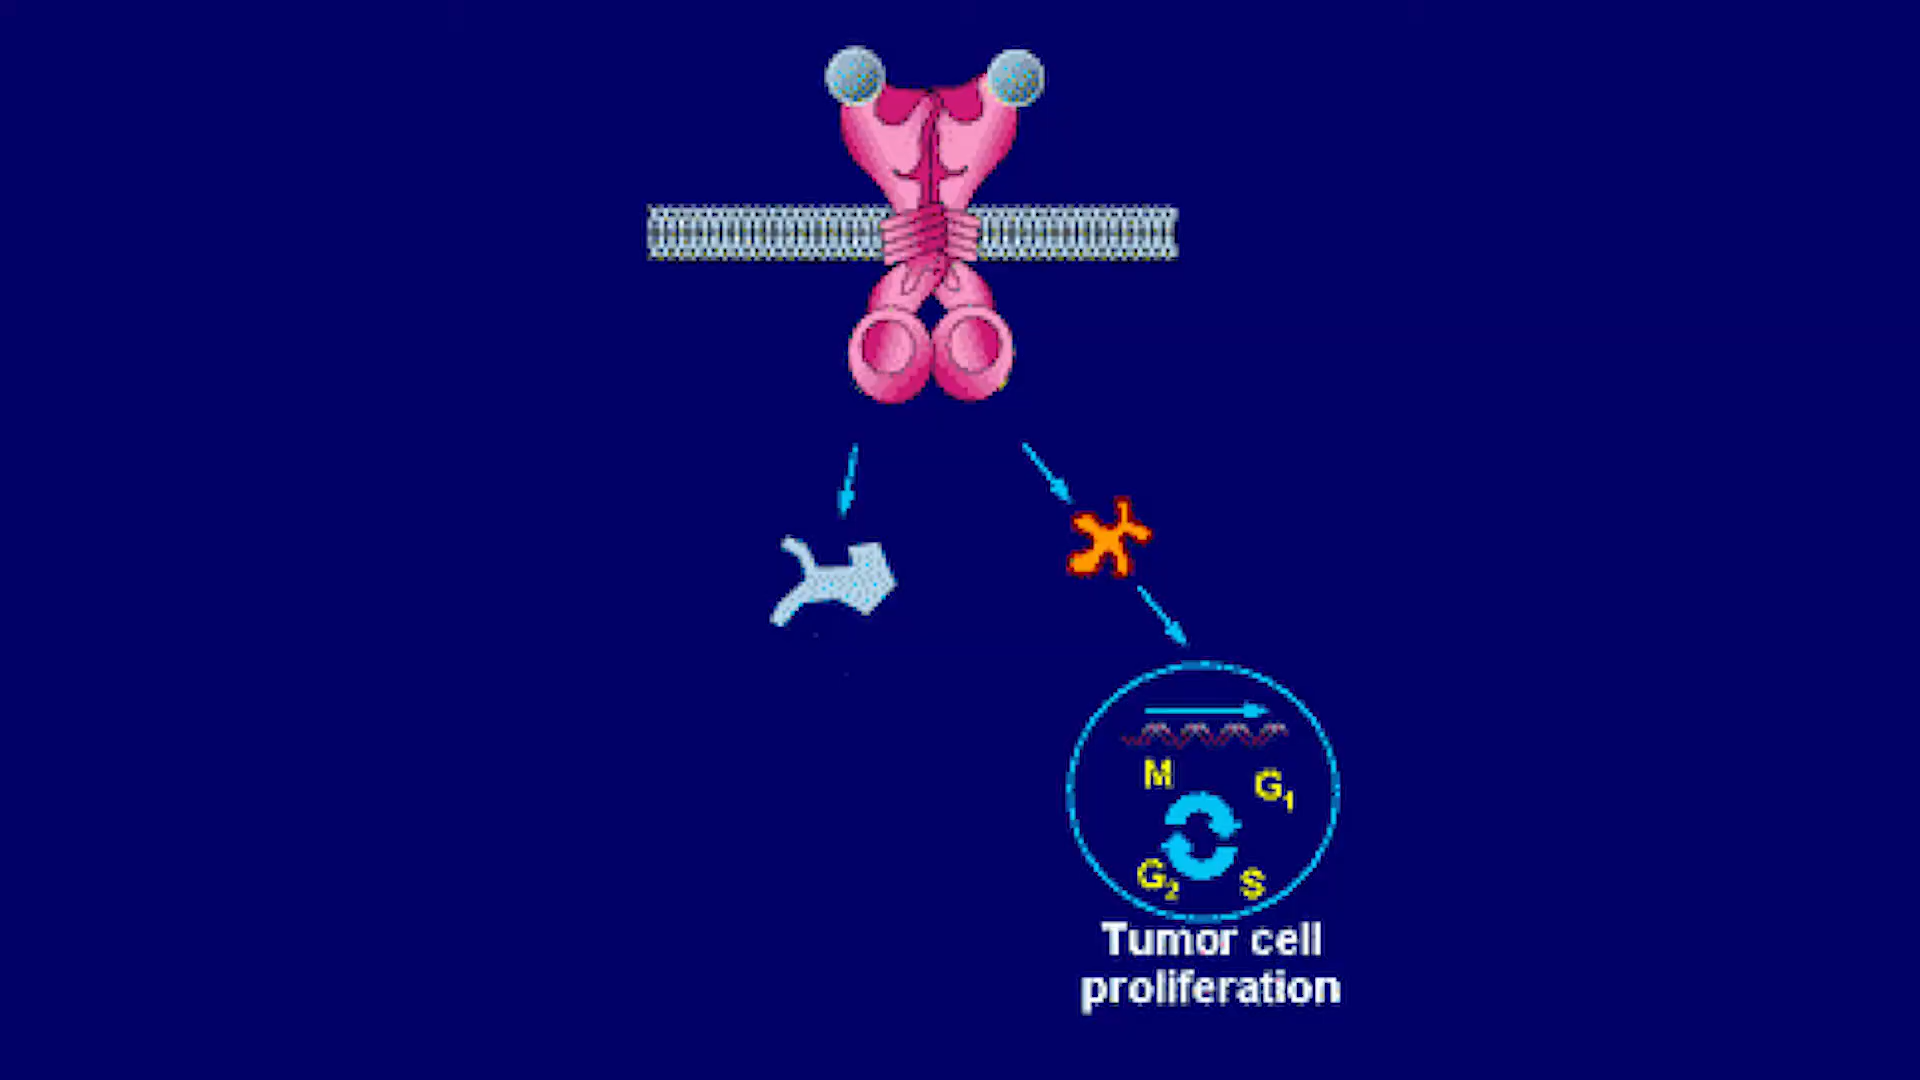 M
G₁
G₂
S
Tumor cell
proliferation